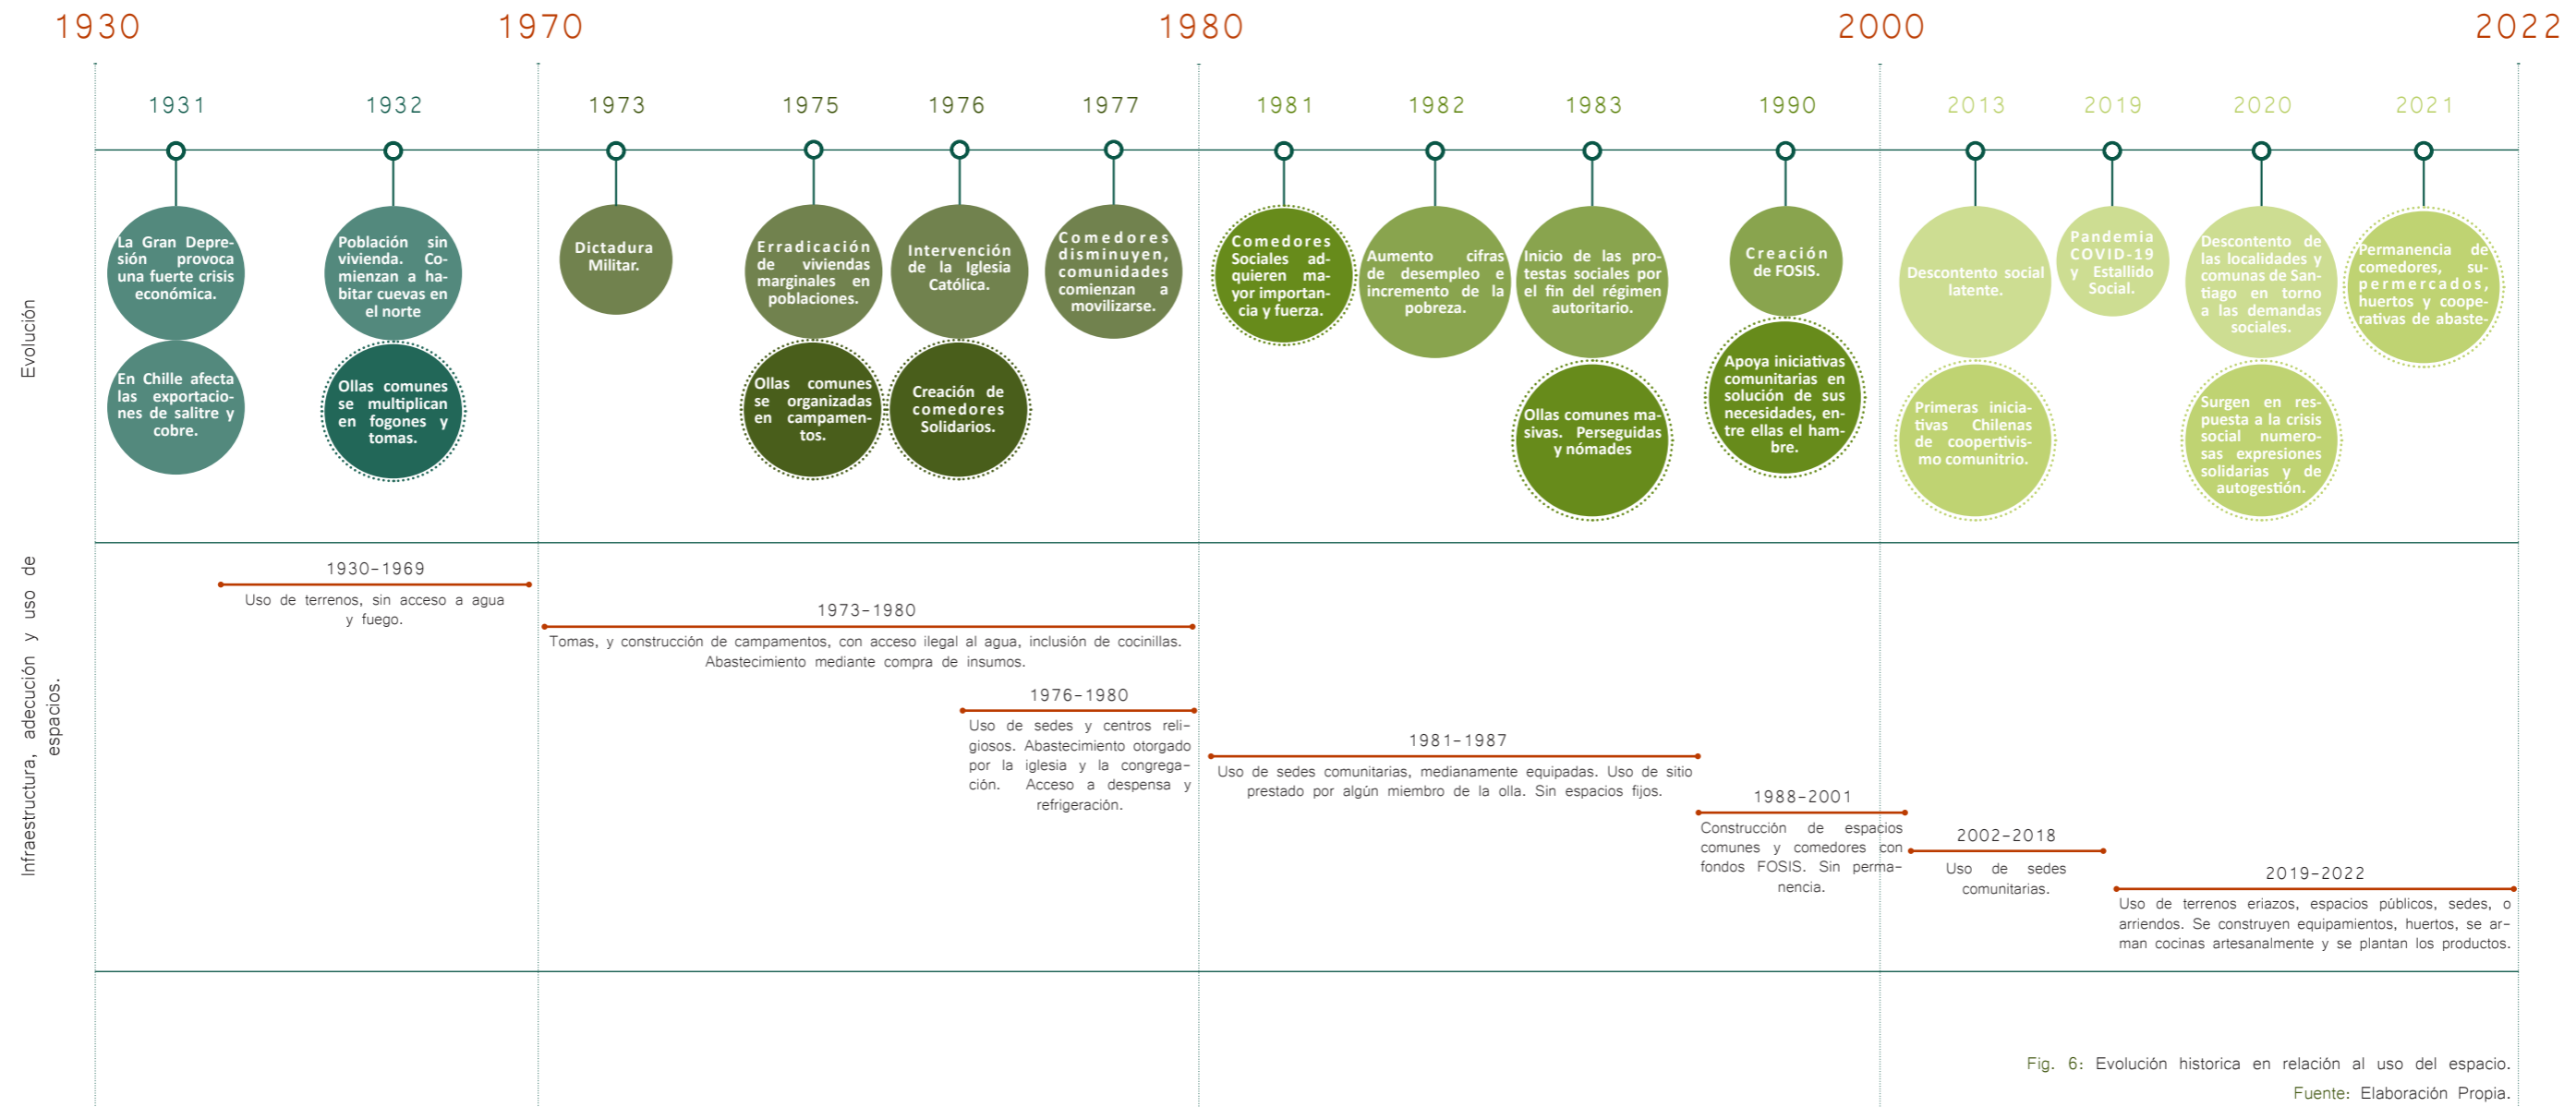 1930
1970
1980
2000
2022
1931
1932
1973
1975
1976
1977
1981
1982
1983
1990
2013
2019
2020
2021
Evolución
La Gran Depre-
sión provoca
una fuerte crisis
económica.
En Chille afecta
las exportacio-
nes de salitre y
cobre.
Población sin
vivienda. Co-
mienzan a ha-
bitar cuevas en
el norte
Ollas comunes
se multiplican
en fogones y
tomas.
Dictadura
Militar.
Erradicación
de viviendas
marginales en
poblaciones.
Ollas comunes
se organizadas
en campamen-
tos.
Intervención
de la Iglesia
Católica.
Creación de
comedores
Solidarios.
Comedores
disminuyen,
comunidades
comienzan a
movilizarse.
Comedores
Sociales ad-
quieren ma-
yor importan-
cia y fuerza.
Aumento cifras
de desempleo e
incremento de la
pobreza.
Inicio de las pro-
testas sociales por
el fin del régimen
autoritario.
Ollas comunes ma-
sivas. Perseguidas
y nómades
Creación
de FOSIS.
Apoya iniciativas
comunitarias en
solución de sus
necesidades, en-
tre ellas el ham-
bre.
Descontento social
latente.
Primeras inicia-
tivas Chilenas
de coopertivis-
mo comunitrio.
Pandemia
COVID-19
y Estallido
Social.
Descontento de
las localidades y
comunas de San-
tiago en torno
a las demandas
sociales.
Surgen en res-
puesta a la crisis
social numero-
sas expresiones
solidarias y de
autogestión.
Permanencia de
comedores, su-
permercados,
huertos y coope-
rativas de abaste-
Infraestructura, adecución y uso de
espacios.
1930-1969
Uso de terrenos, sin acceso a agua
y fuego.
1973-1980
Tomas, y construcción de campamentos, con acceso ilegal al agua, inclusión de cocinillas.
Abastecimiento mediante compra de insumos.
1976-1980
Uso de sedes y centros reli-
giosos. Abastecimiento otorgado
por la iglesia y la congrega-
ción. Acceso a despensa y
refrigeración.
1981-1987
Uso de sedes comunitarias, medianamente equipadas. Uso de sitio
prestado por algún miembro de la olla. Sin espacios fijos.
1988-2001
Construcción de espacios
comunes y comedores con
fondos FOSIS. Sin perma-
nencia.
2002-2018
Uso de sedes
comunitarias.
2019-2022
Uso de terrenos eriazos, espacios públicos, sedes, o
arriendos. Se construyen equipamientos, huertos, se ar-
man cocinas artesanalmente y se plantan los productos.
Fig. 6: Evolución historica en relación al uso del espacio.
Fuente: Elaboración Propia.